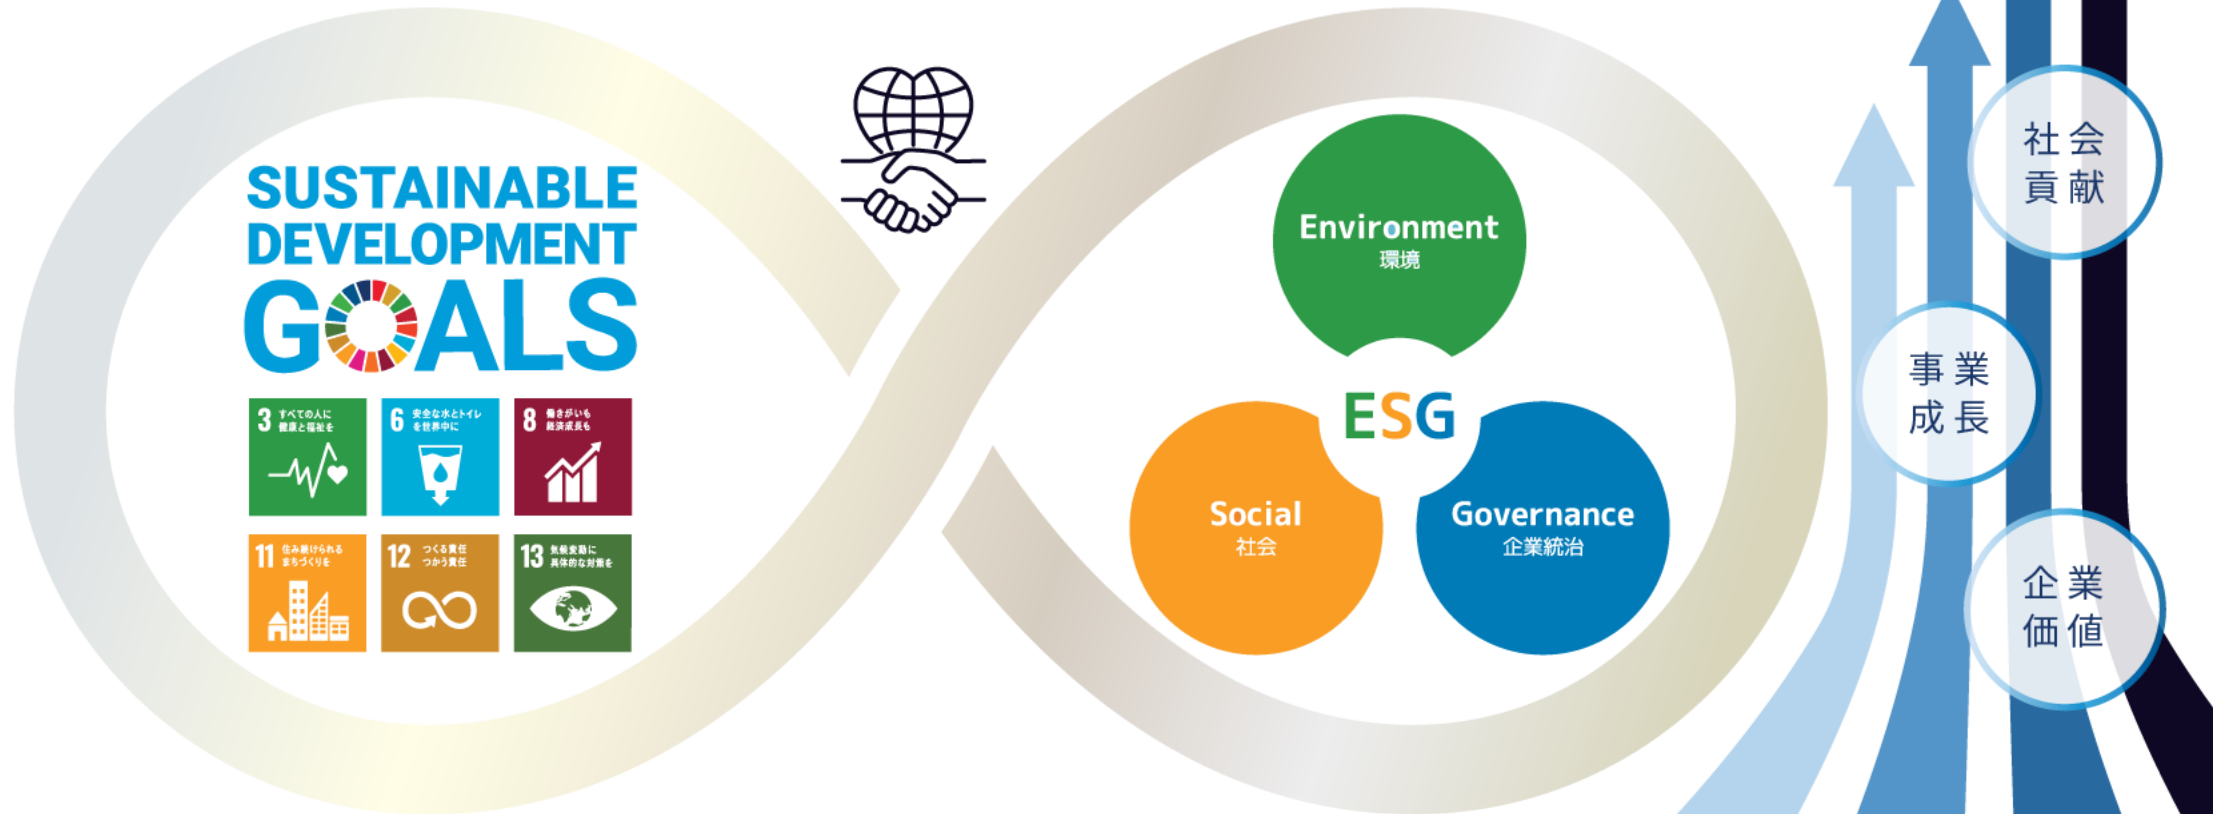 SUSTAINABLE
DEVELOPMENT
GOALS
3 すべての人に
健康と福祉を
6 安全な水とトイレ
を世界中に
8 働きがいも
経済成長も
11 住み続けられる
まちづくりを
12 つくる責任
つかう責任
13 気候変動に
具体的な対策を
Environment
環境
ESG
Social
社会
Governance
企業統治
社会
貢献
事業
成長
企業
価値